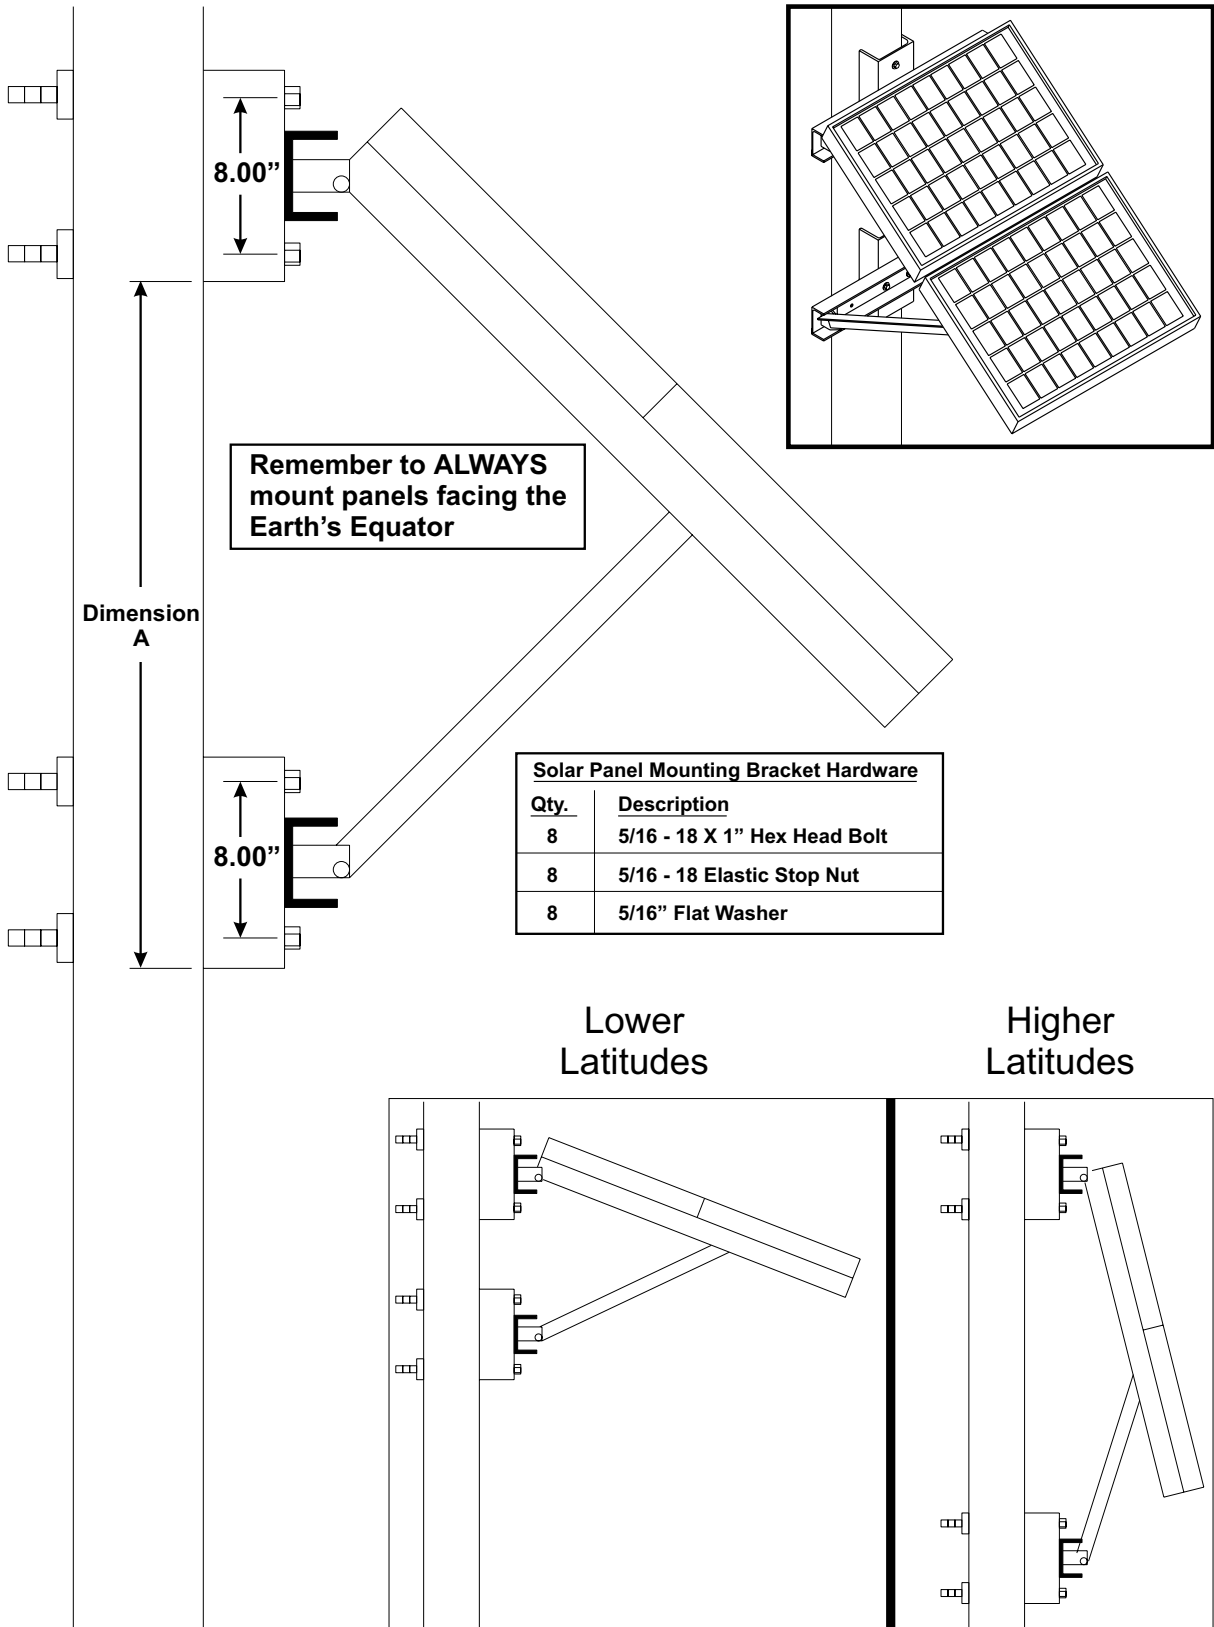 8.00”
Remember to ALWAYS
mount panels facing the
Earth’s Equator
Dimension
A
8.00”
Solar Panel Mounting Bracket Hardware
Qty. Description
8 5/16 - 18 X 1” Hex Head Bolt
8 5/16 - 18 Elastic Stop Nut
8 5/16” Flat Washer
Lower
Latitudes
Higher
Latitudes